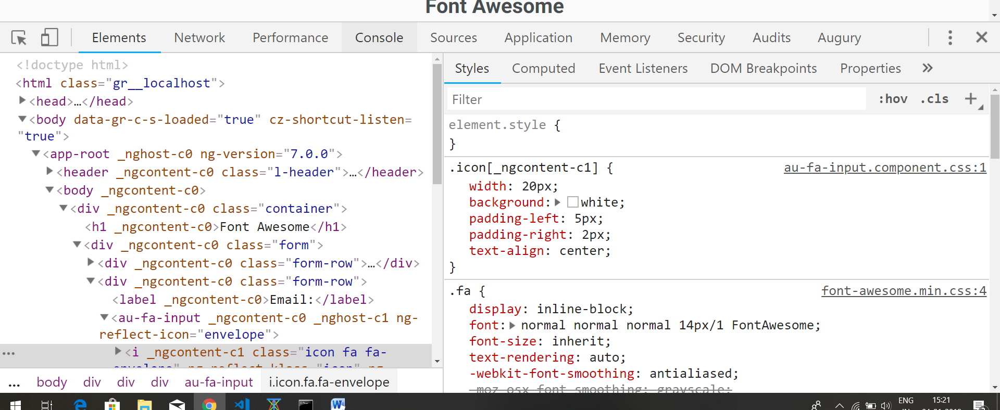 Font Awesome
Elements Network Performance Console Sources Application Memory Security Audits Augury
<!doctype html>
<html class="gr__localhost">
<head>…</head>
<body data-gr-c-s-loaded="true" cz-shortcut-listen=
"true">
<app-root _nghost-c0 ng-version="7.0.0">
<header _ngcontent-c0 class="l-header">…</header>
<body _ngcontent-c0>
<div _ngcontent-c0 class="container">
<h1 _ngcontent-c0>Font Awesome</h1>
<div _ngcontent-c0 class="form">
<div _ngcontent-c0 class="form-row">…</div>
<div _ngcontent-c0 class="form-row">
<label _ngcontent-c0>Email:</label>
<au-fa-input _ngcontent-c0 _nghost-c1 ng-
reflect-icon="envelope">
... <i _ngcontent-c1 class="icon fa fa-
envelope" ng-reflect-klass="icon" ng-
... body div div div au-fa-input i.icon.fa.fa-envelope
Styles Computed Event Listeners DOM Breakpoints Properties »
Filter :hov .cls +
element.style {
}
.icon[_ngcontent-c1] { au-fa-input.component.css:1
width: 20px;
background: white;
padding-left: 5px;
padding-right: 2px;
text-align: center;
}
.fa { font-awesome.min.css:4
display: inline-block;
font: normal normal normal 14px/1 FontAwesome;
font-size: inherit;
text-rendering: auto;
-webkit-font-smoothing: antialiased;
-moz-osx-font-smoothing: grayscale;
ENG 15:21